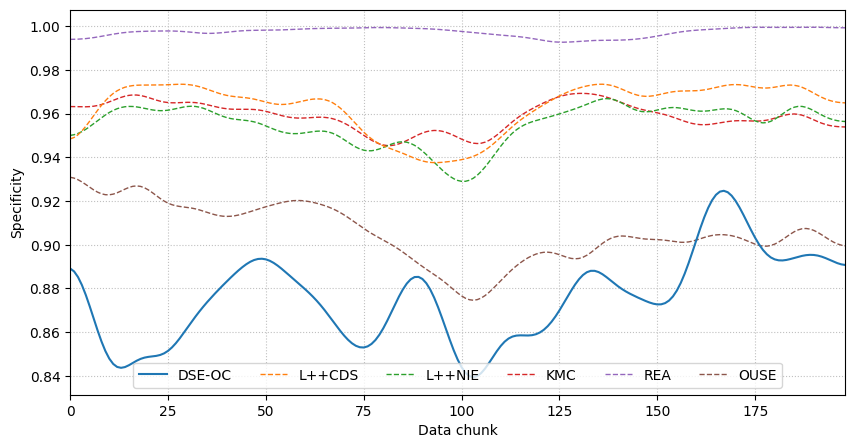 1.00
0.98
0.96
0.94
0.92
0.90
0.88
0.86
0.84
Specificity
DSE-OC L++CDS L++NIE KMC REA OUSE
0 25 50 75 100 125 150 175
Data chunk